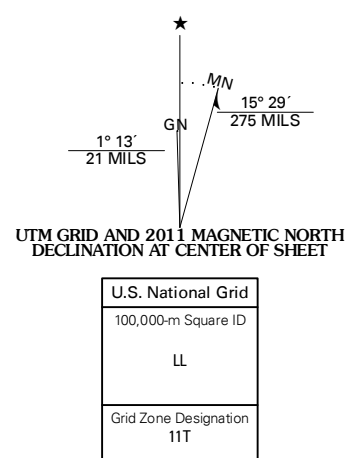 ★
MN
GN
15° 29´
275 MILS
1° 13´
21 MILS
UTM GRID AND 2011 MAGNETIC NORTH
DECLINATION AT CENTER OF SHEET
U.S. National Grid
100,000-m Square ID
LL
Grid Zone Designation
11T